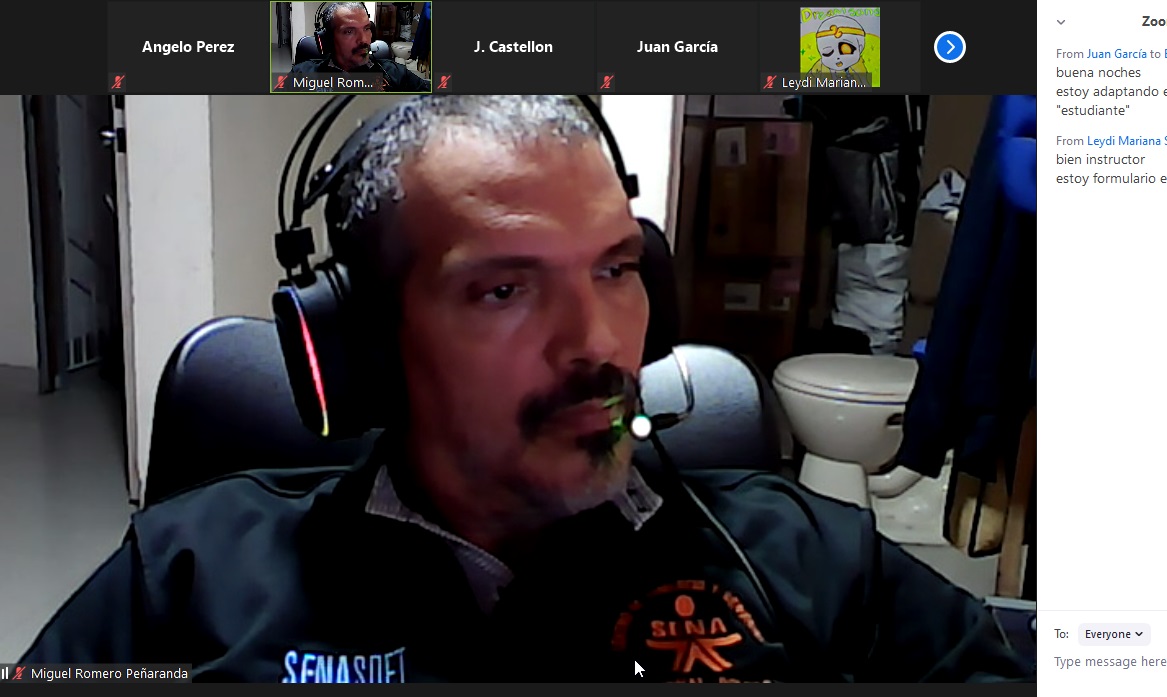 Angelo Perez
Miguel Rom...
J. Castellon
Juan García
Leydi Marian...
From Juan García to
buena noches
estoy adaptando
"estudiante"
From Leydi Mariana
bien instructor
estoy formulario
SENA
SENASOFT
Miguel Romero Peñaranda
To: Everyone
Type message here